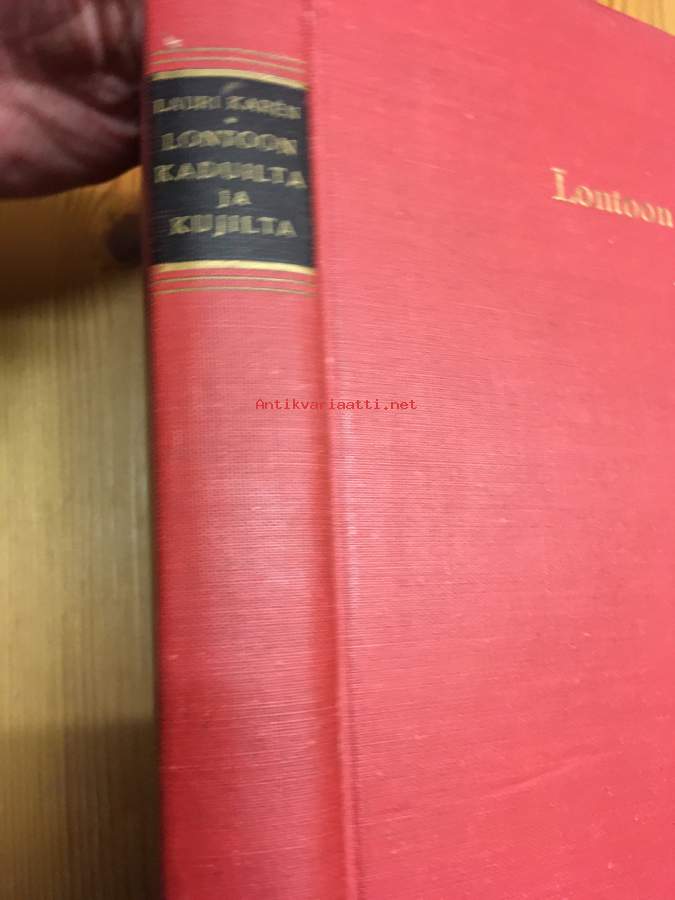 LAURI KARÉN
LONTOON
KADUILTA
JA
KUJILTA
Lontoon
Antikvariaatti.net